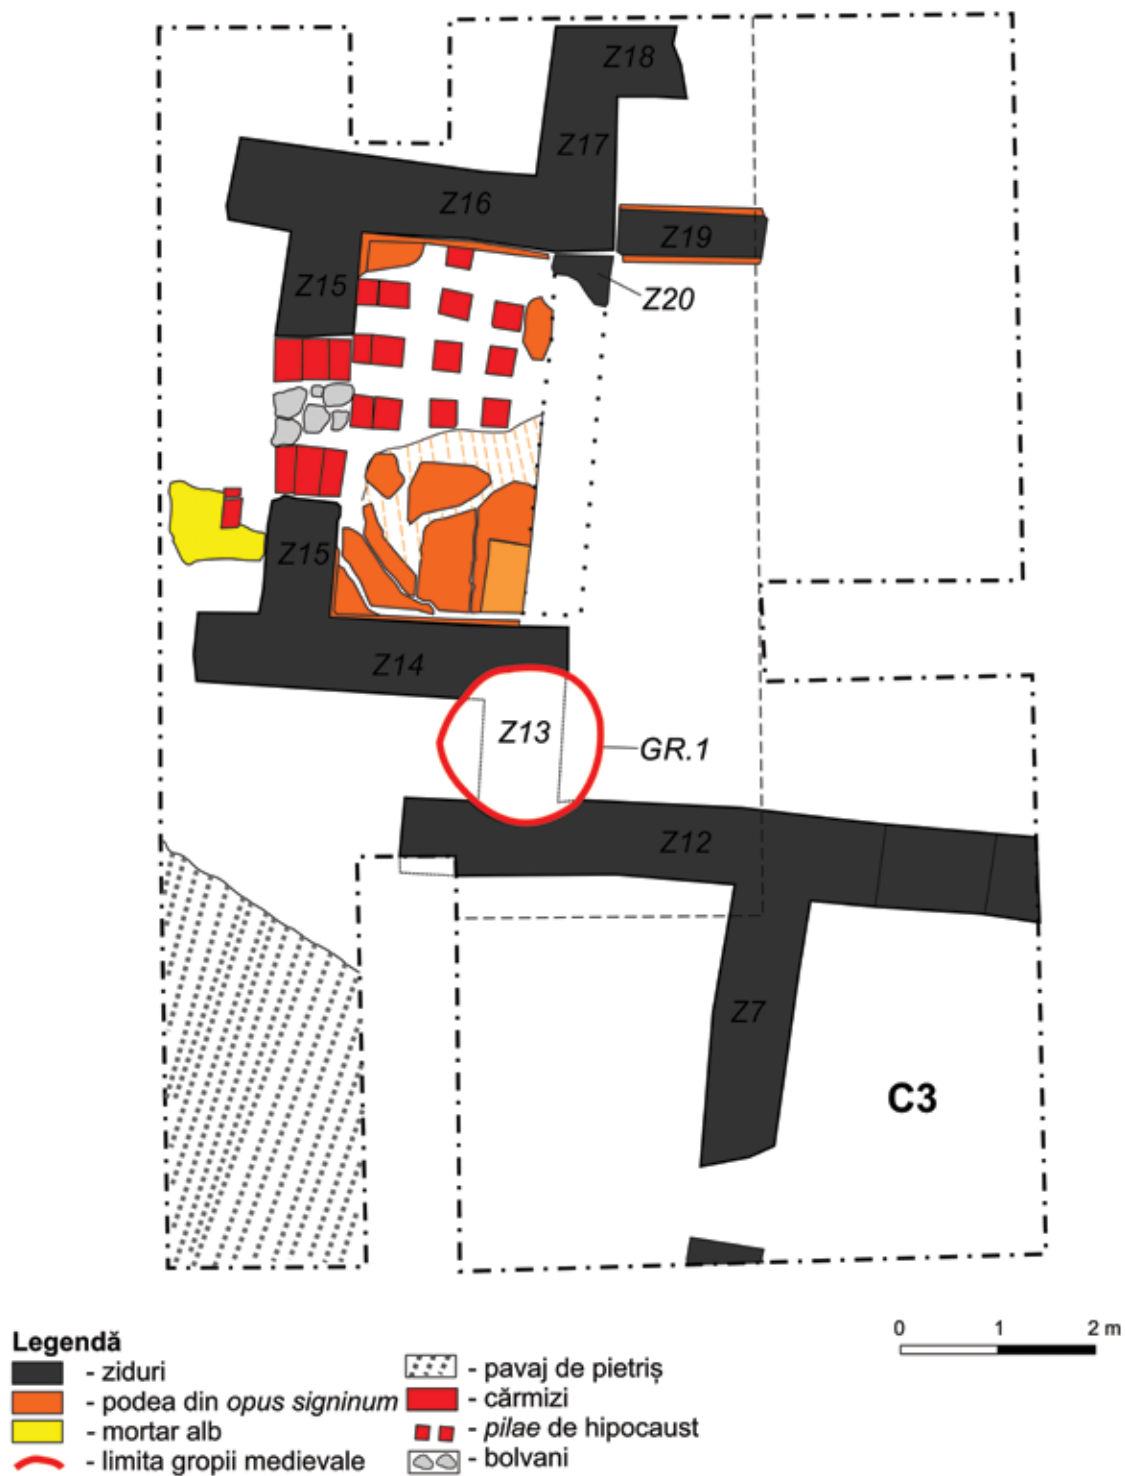 Z18
Z17
Z16
Z19
Z15
Z20
Z15
Z14
Z13
GR.1
Z12
Z7
C3
0 1 2 m
Legendă
- ziduri
- podea din opus signinum
- mortar alb
- limita gropii medievale
- pavaj de pietriș
- cărmizi
- pilae de hipocaust
- bolvani